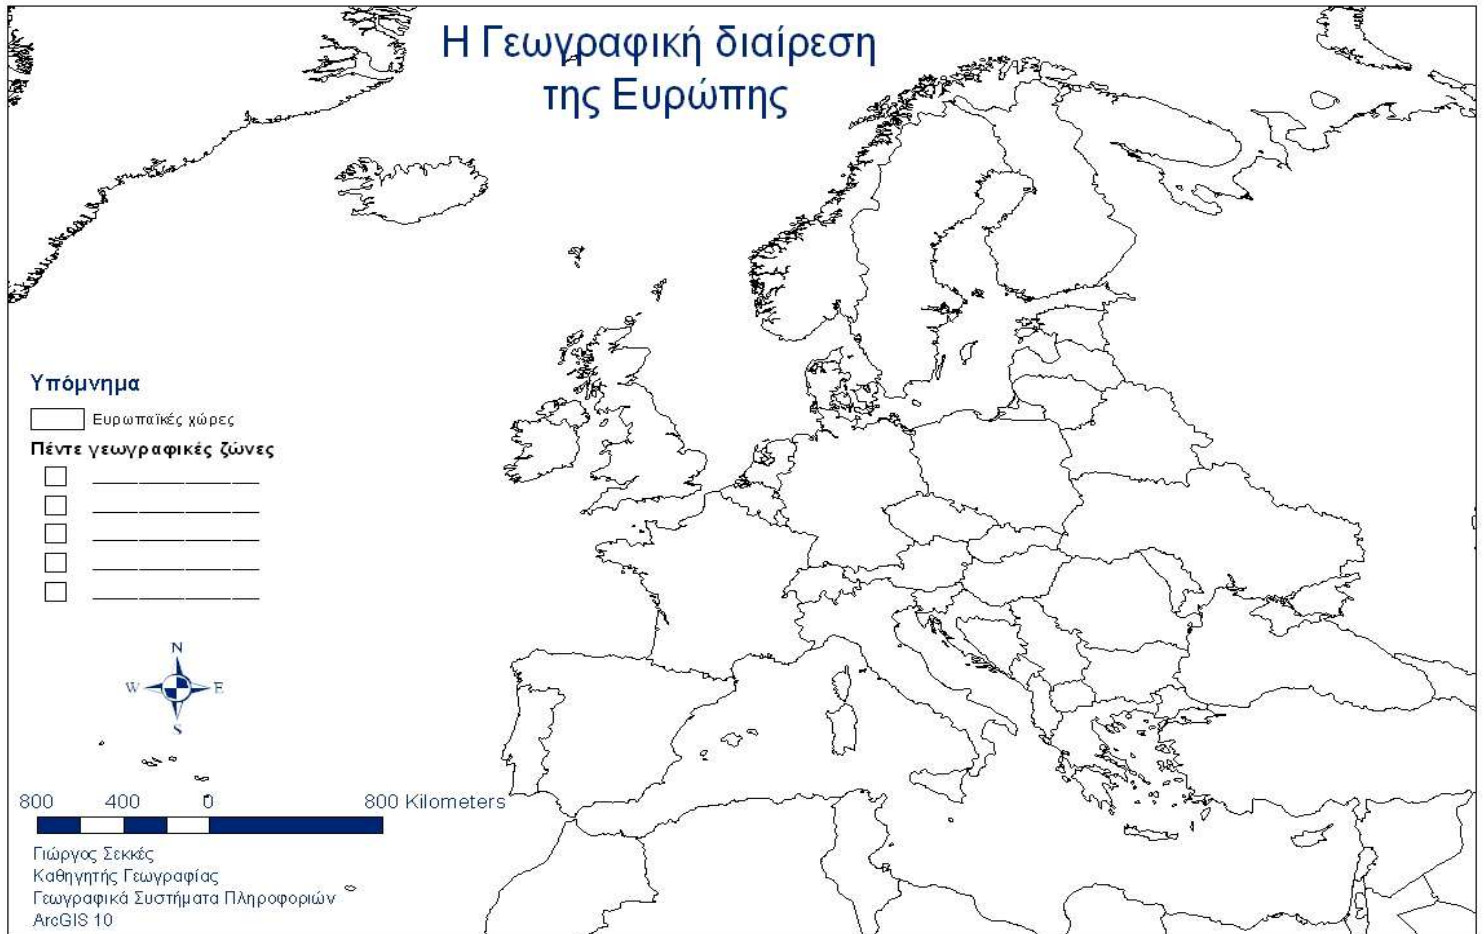 Η Γεωγραφική διαίρεση
της Ευρώπης
Υπόμνημα
Ευρωπαϊκές χώρες
Πέντε γεωγραφικές ζώνες
N
W E
S
800 400 0 800 Kilometers
Γιώργος Σεκκές
Καθηγητής Γεωγραφίας
Γεωγραφικά Συστήματα Πληροφοριών
ArcGIS 10